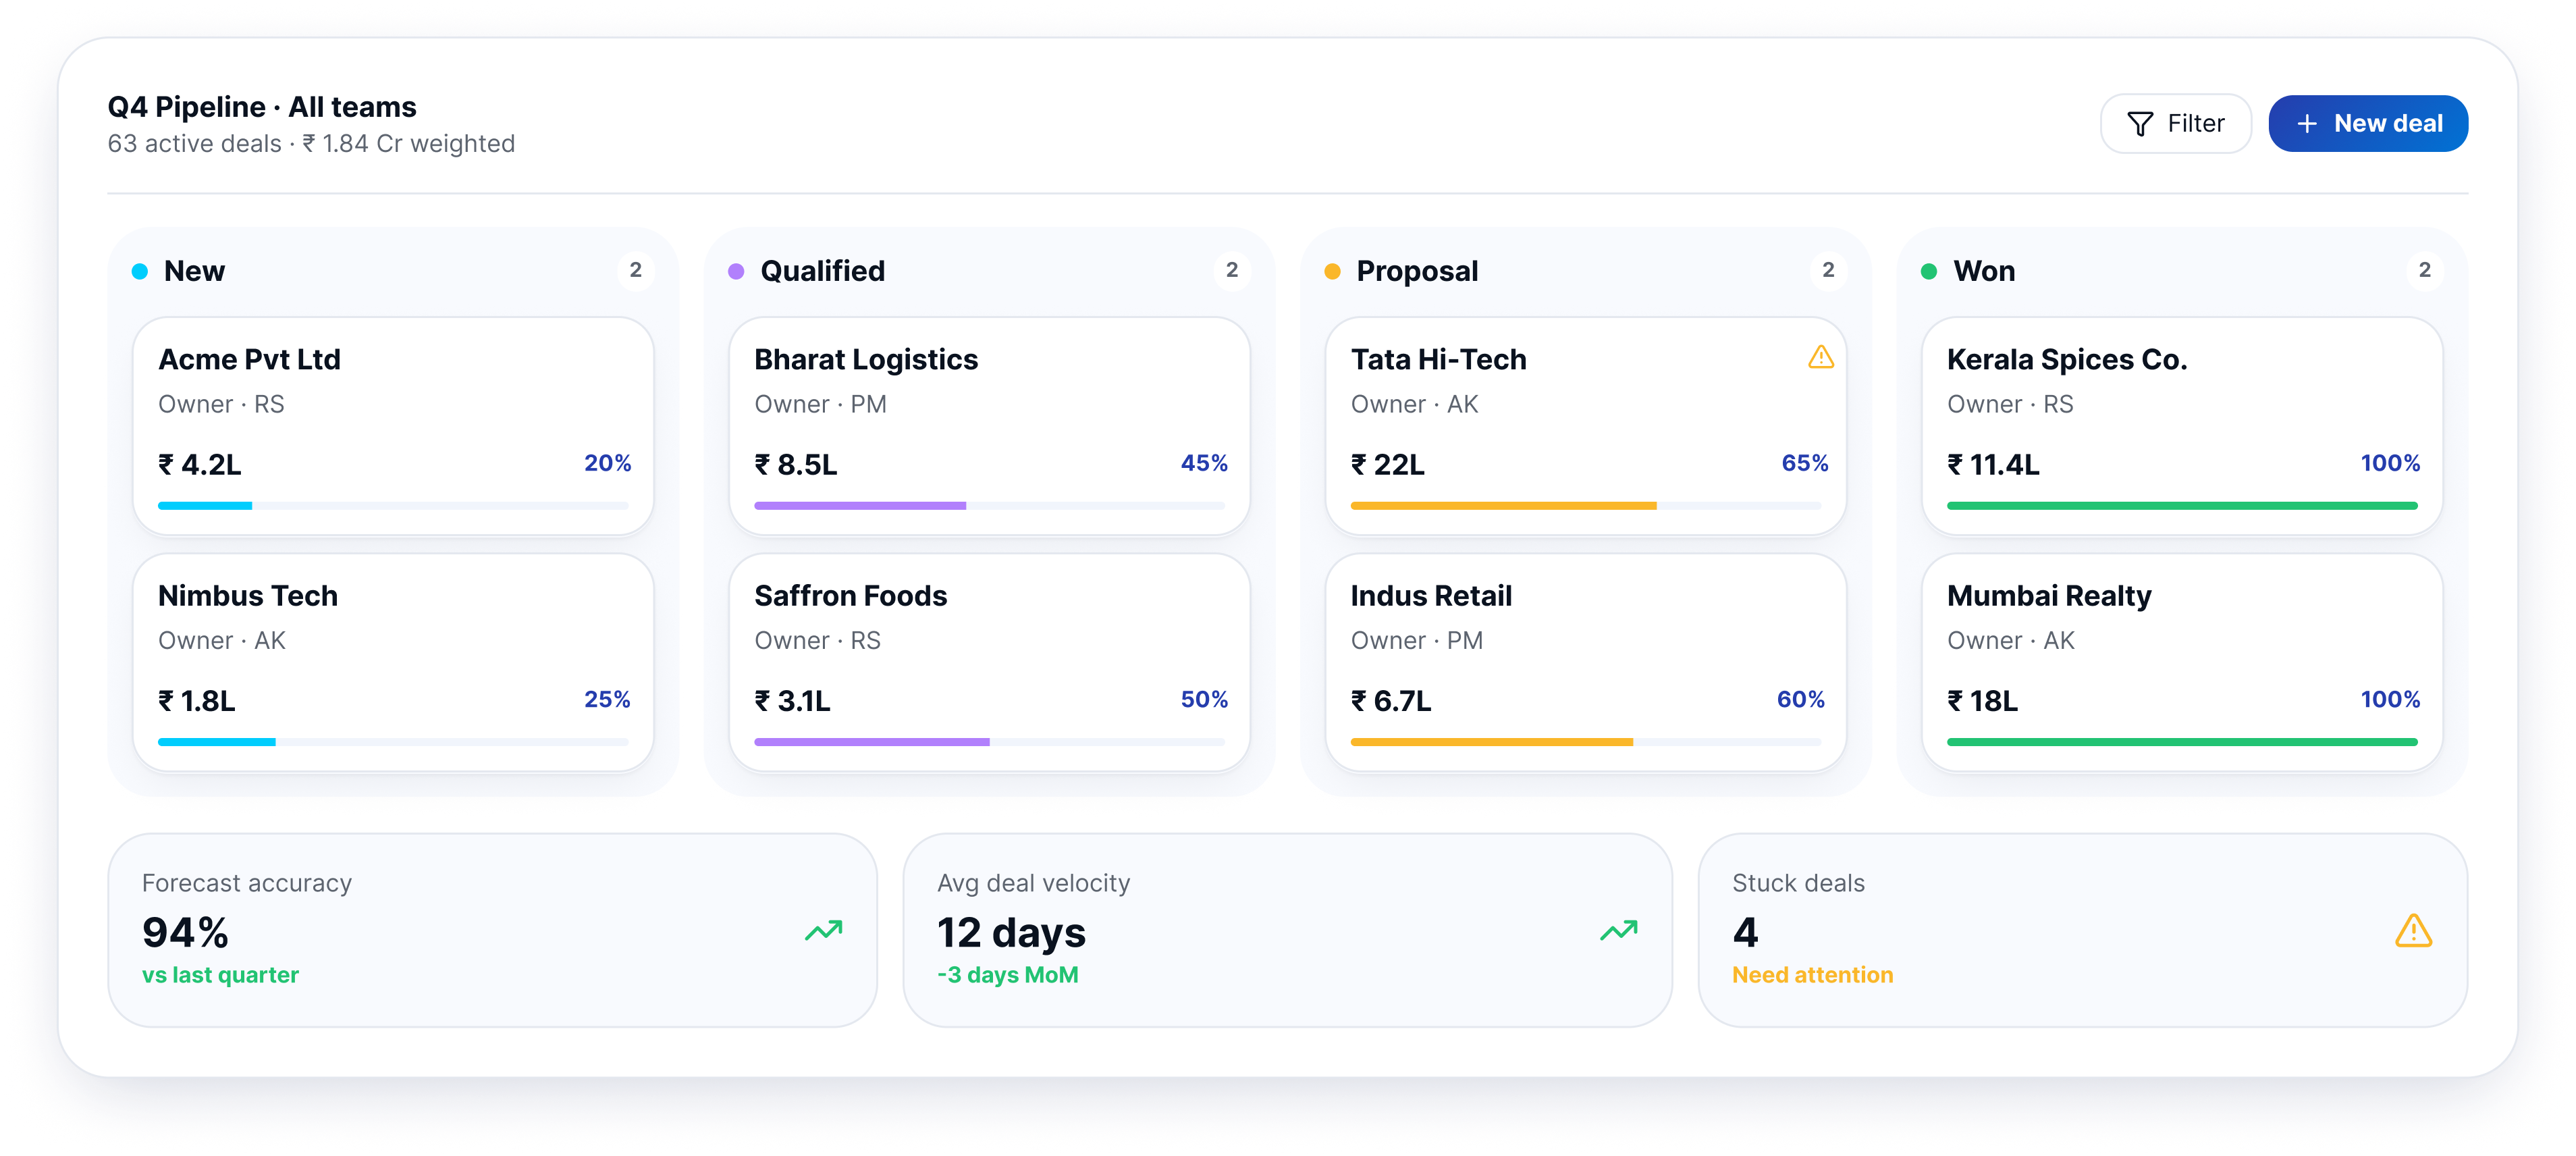 Q4 Pipeline · All teams
63 active deals · ₹ 1.84 Cr weighted
Filter
+ New deal
New
2
Acme Pvt Ltd
Owner · RS
₹ 4.2L
20%
Nimbus Tech
Owner · AK
₹ 1.8L
25%
Qualified
2
Bharat Logistics
Owner · PM
₹ 8.5L
45%
Saffron Foods
Owner · RS
₹ 3.1L
50%
Proposal
2
Tata Hi-Tech
Owner · AK
₹ 22L
65%
Indus Retail
Owner · PM
₹ 6.7L
60%
Won
2
Kerala Spices Co.
Owner · RS
₹ 11.4L
100%
Mumbai Realty
Owner · AK
₹ 18L
100%
Forecast accuracy
94%
vs last quarter
Avg deal velocity
12 days
-3 days MoM
Stuck deals
4
Need attention